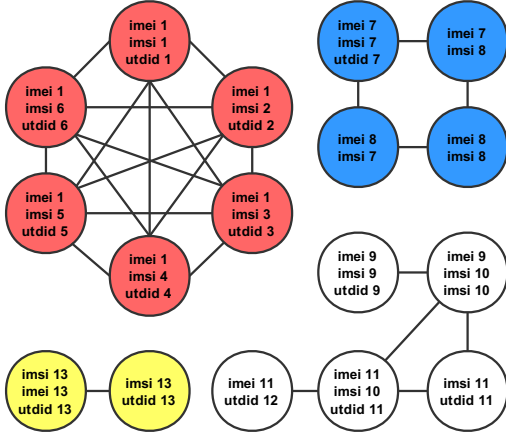 imei 1
imsi 1
utdid 1
imei 1
imsi 6
utdid 6
imei 1
imsi 2
utdid 2
imei 1
imsi 5
utdid 5
imei 1
imsi 3
utdid 3
imei 1
imsi 4
utdid 4
imei 7
imsi 7
utdid 7
imei 7
imsi 8
imei 8
imsi 7
imei 8
imsi 8
imei 9
imsi 9
utdid 9
imei 9
imsi 10
imsi 10
imsi 13
imei 13
utdid 13
imsi 13
utdid 13
imei 11
utdid 12
imei 11
imsi 10
utdid 11
imsi 11
utdid 11